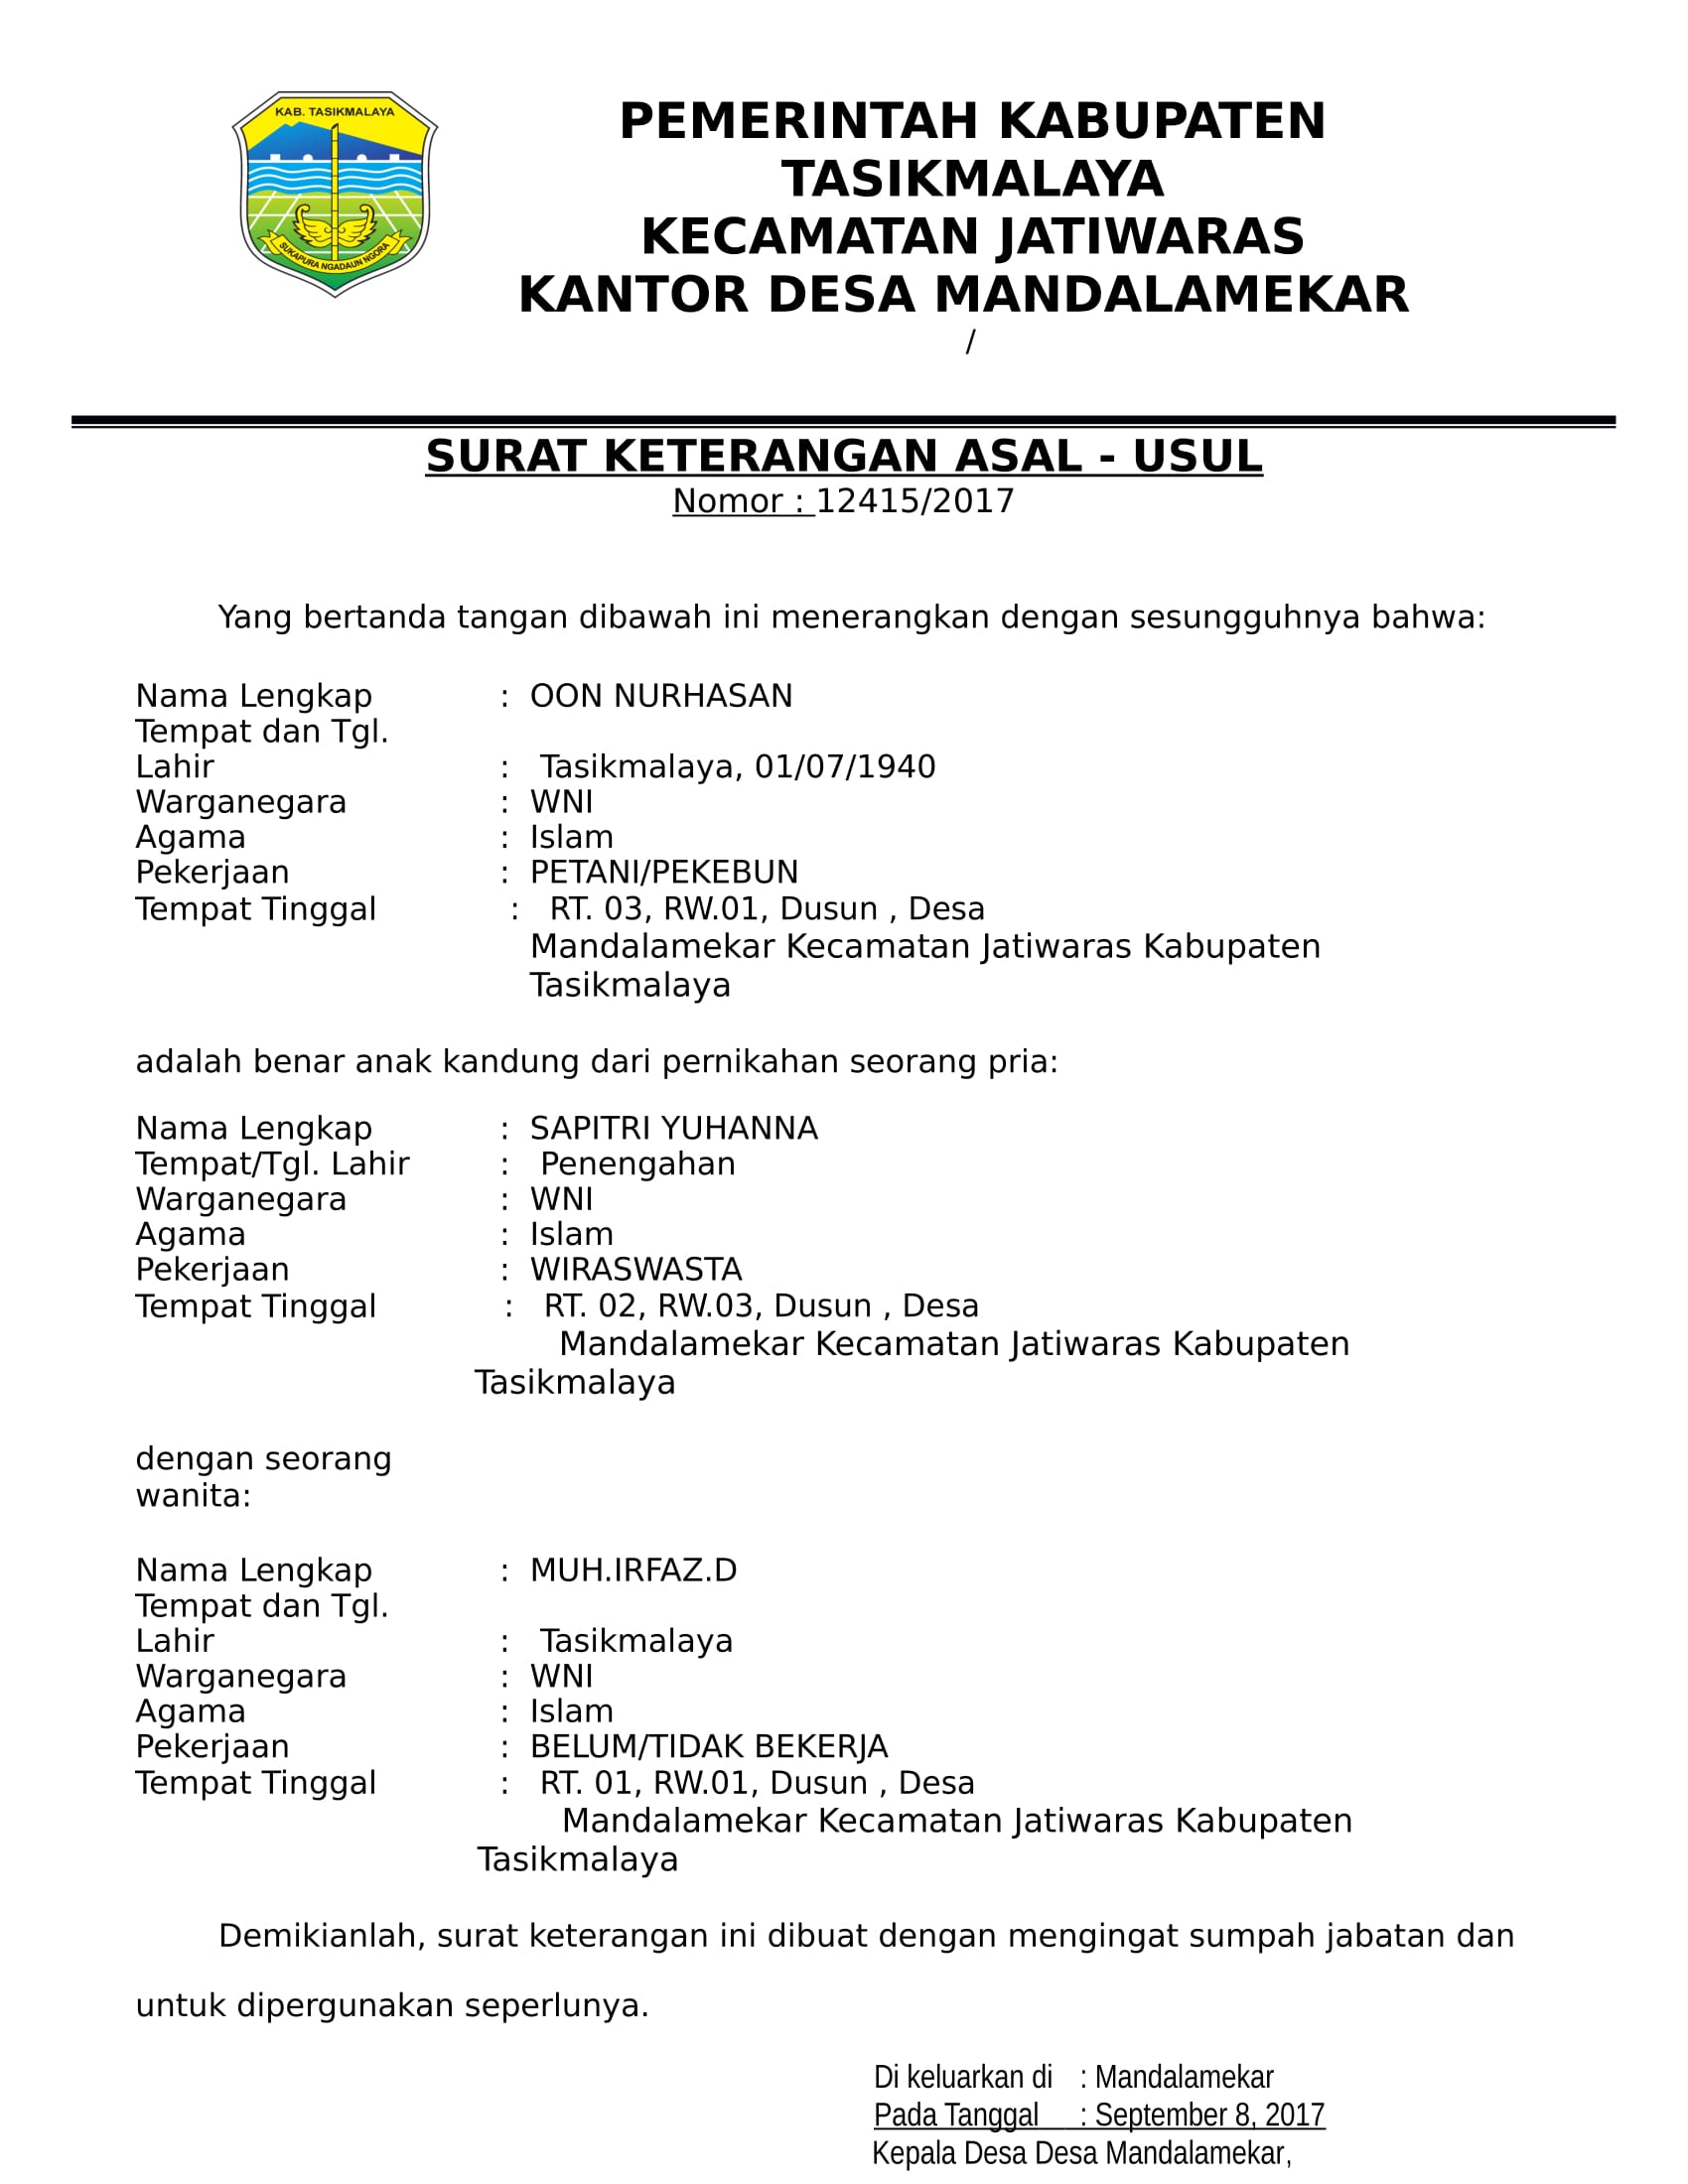 KAB. TASIKMALAYA
SUKAPURA NGADAUN NGORA
PEMERINTAH KABUPATEN
TASIKMALAYA
KECAMATAN JATIWARAS
KANTOR DESA MANDALAMEKAR
/
SURAT KETERANGAN ASAL - USUL
Nomor : 12415/2017
Yang bertanda tangan dibawah ini menerangkan dengan sesungguhnya bahwa:
Nama Lengkap : OON NURHASAN
Tempat dan Tgl.
Lahir : Tasikmalaya, 01/07/1940
Warganegara : WNI
Agama : Islam
Pekerjaan : PETANI/PEKEBUN
Tempat Tinggal : RT. 03, RW.01, Dusun , Desa
Mandalamekar Kecamatan Jatiwaras Kabupaten
Tasikmalaya
adalah benar anak kandung dari pernikahan seorang pria:
Nama Lengkap : SAPITRI YUHANNA
Tempat/Tgl. Lahir : Penengahan
Warganegara : WNI
Agama : Islam
Pekerjaan : WIRASWASTA
Tempat Tinggal : RT. 02, RW.03, Dusun , Desa
Mandalamekar Kecamatan Jatiwaras Kabupaten
Tasikmalaya
dengan seorang
wanita:
Nama Lengkap : MUH.IRFAZ.D
Tempat dan Tgl.
Lahir : Tasikmalaya
Warganegara : WNI
Agama : Islam
Pekerjaan : BELUM/TIDAK BEKERJA
Tempat Tinggal : RT. 01, RW.01, Dusun , Desa
Mandalamekar Kecamatan Jatiwaras Kabupaten
Tasikmalaya
Demikianlah, surat keterangan ini dibuat dengan mengingat sumpah jabatan dan
untuk dipergunakan seperlunya.
Di keluarkan di : Mandalamekar
Pada Tanggal : September 8, 2017
Kepala Desa Desa Mandalamekar,